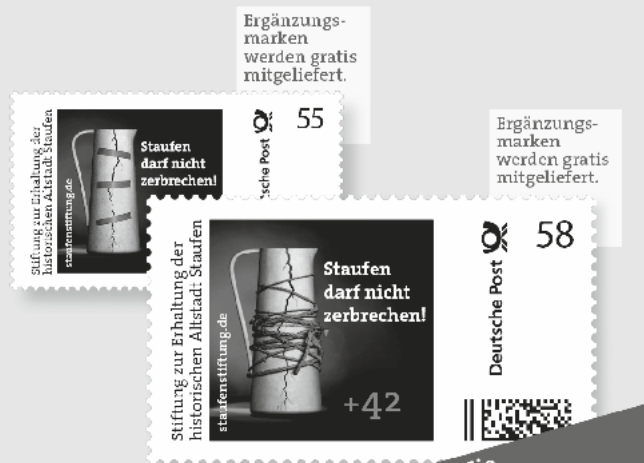 Ergänzungs-
marken
werden gratis
mitgeliefert.
Stiftung zur Erhaltung der
historischen Altstadt Staufen
staufenstiftung.de
Staufen
darf nicht
zerbrechen!
sche Post
55
Ergänzungs-
marken
werden gratis
mitgeliefert.
Stiftung zur Erhaltung der
historischen Altstadt Staufen
staufenstiftung.de
Staufen
darf nicht
zerbrechen!
+42
Deutsche Post
58